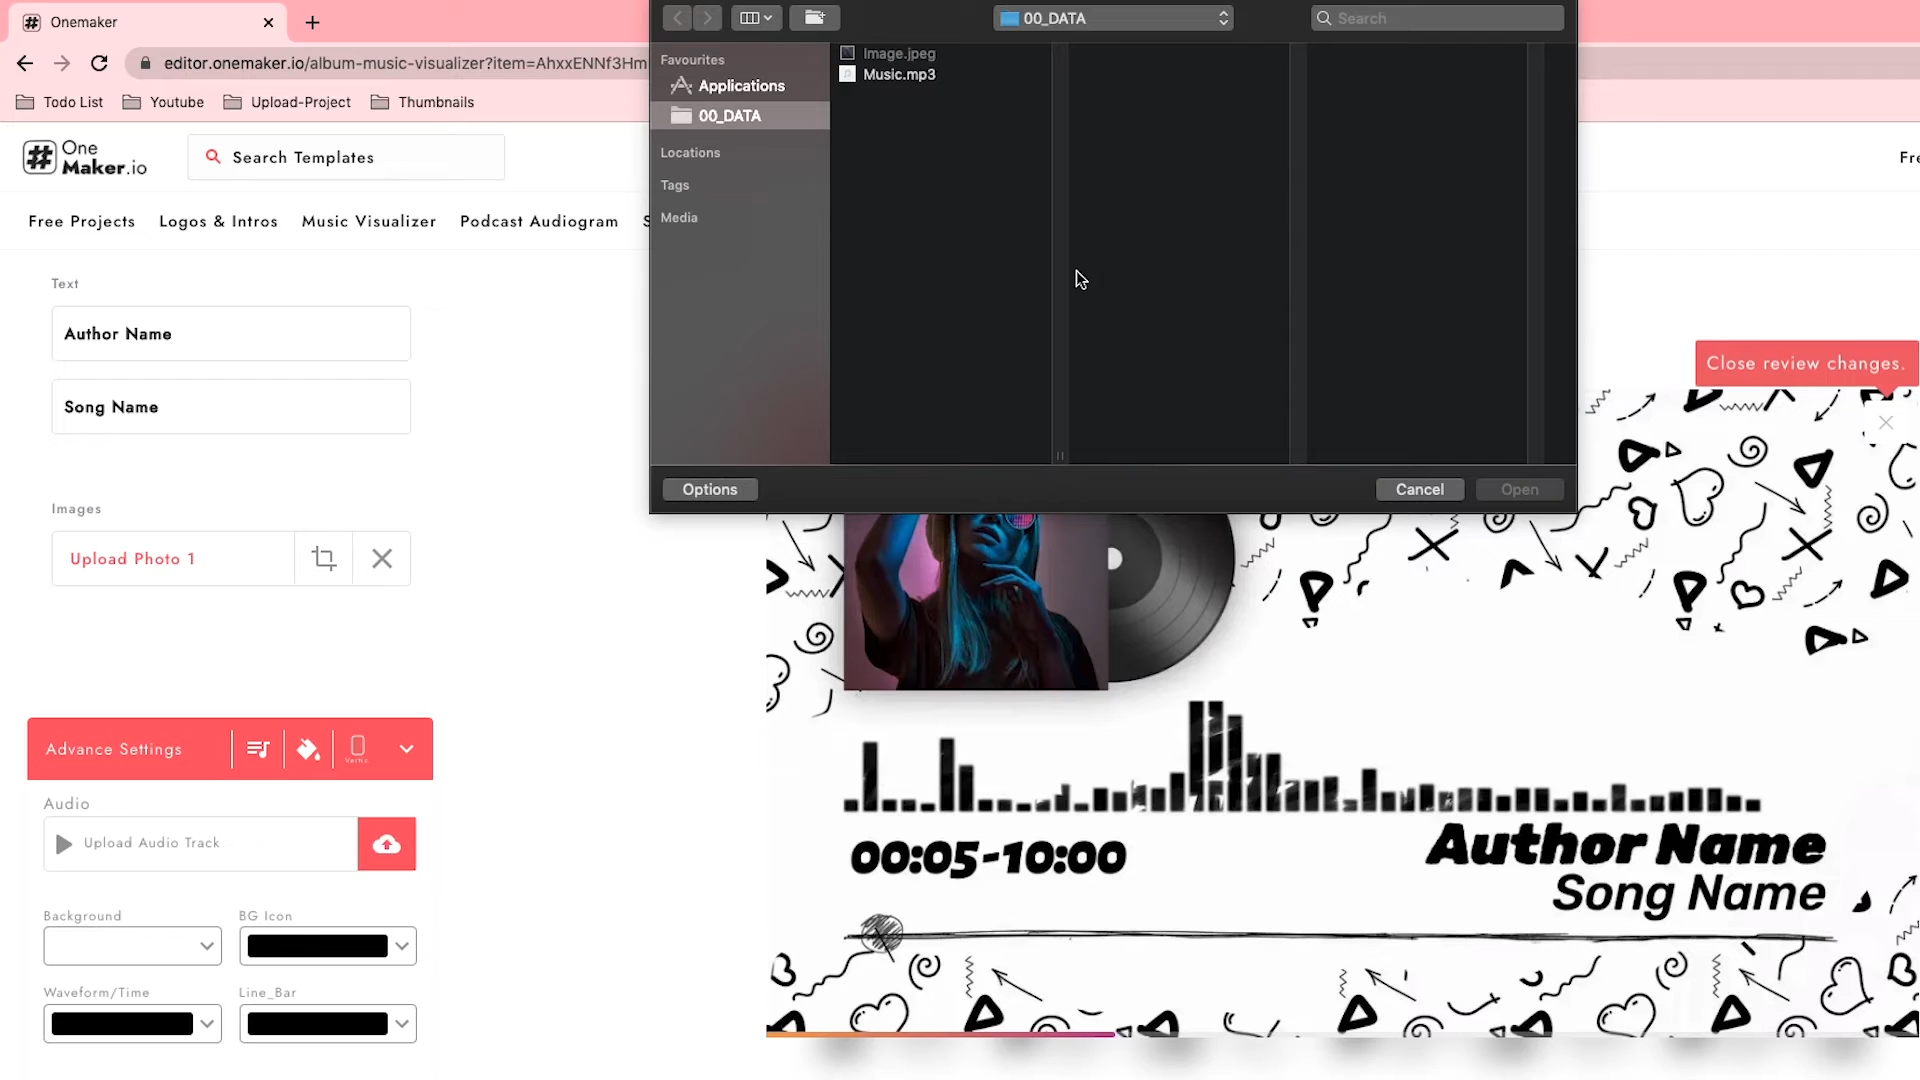 Onemaker
editor.onemaker.io/album-music-visualizer?item=AhxxENNf3Hm
Todo List
Youtube
Upload-Project
Thumbnails
00_DATA
Search
Favourites
Applications
00_DATA
Locations
Tags
Media
Image.jpeg
Music.mp3
Options
Cancel
Open
One
Maker.io
Search Templates
Fre
Free Projects
Logos & Intros
Music Visualizer
Podcast Audiogram
S
Text
Author Name
Song Name
Images
Upload Photo 1
Advance Settings
Audio
Upload Audio Track
Background
BG Icon
Waveform/Time
Line_Bar
Close review changes.
00:05-10:00
Author Name
Song Name